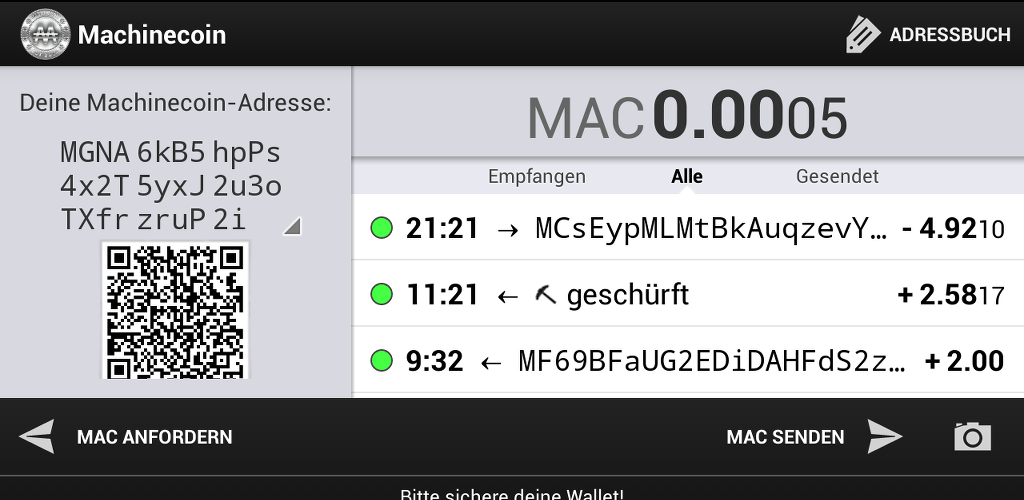 Machinecoin
ADRESSBUCH
Deine Machinecoin-Adresse:
MGNA 6kB5 hpPs
4x2T 5yxJ 2u3o
TXfr zruP 2i
MAC 0.0005
Empfangen Alle Gesendet
21:21 → MCsEypMLMtBkAuqzevY… - 4.9210
11:21 ← geschürft + 2.5817
9:32 ← MF69BFaUG2EDiDAHFdS2z… + 2.00
MAC ANFORDERN
MAC SENDEN
Bitte sichere deine Wallet!